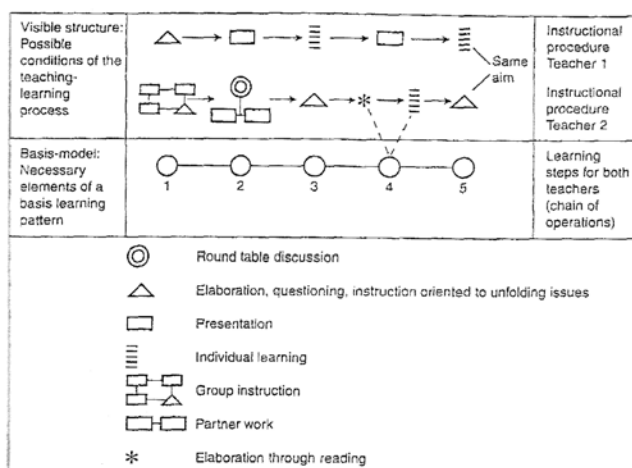 Visible structure:
Possible
conditions of the
teaching-
learning
process
Same
aim
Instructional
procedure
Teacher 1
Instructional
procedure
Teacher 2
Basis-model:
Necessary
elements of a
basis learning
pattern
1 2 3 4 5
Learning
steps for both
teachers
(chain of
operations)
Round table discussion
Elaboration, questioning, instruction oriented to unfolding issues
Presentation
Individual learning
Group instruction
Partner work
Elaboration through reading